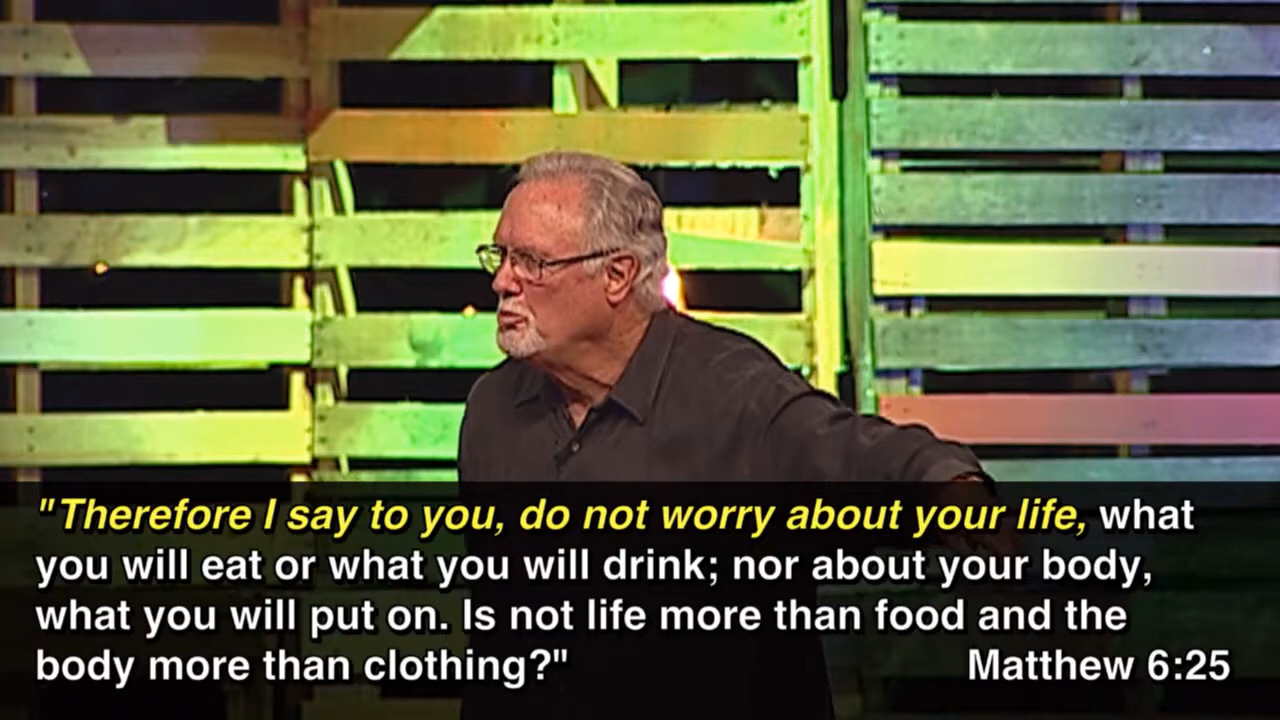 "Therefore I say to you, do not worry about your life, what
you will eat or what you will drink; nor about your body,
what you will put on. Is not life more than food and the
body more than clothing?" Matthew 6:25